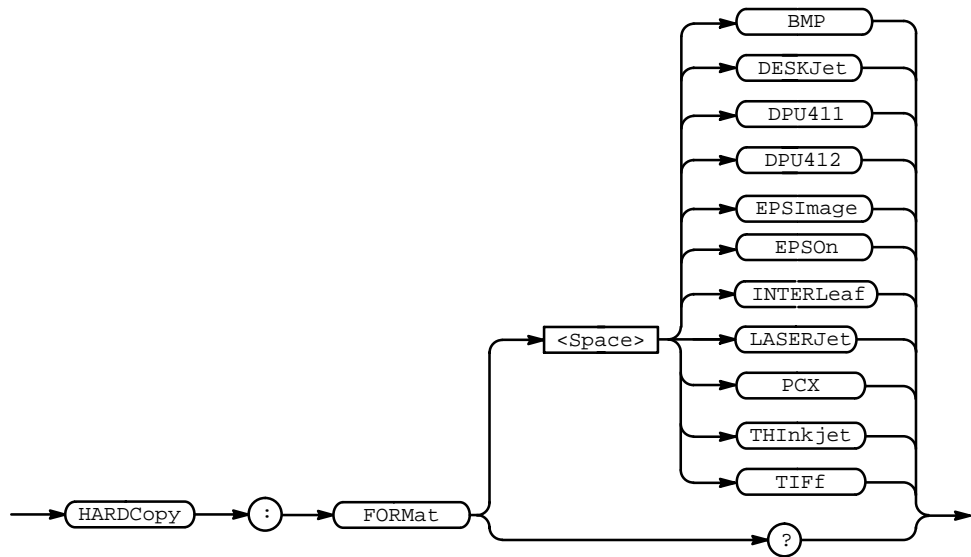 BMP
DESKJet
DPU411
DPU412
EPSImage
EPSOn
INTERLeaf
<Space>
LASERJet
PCX
THInkjet
TIFf
HARDCopy : FORMat
?